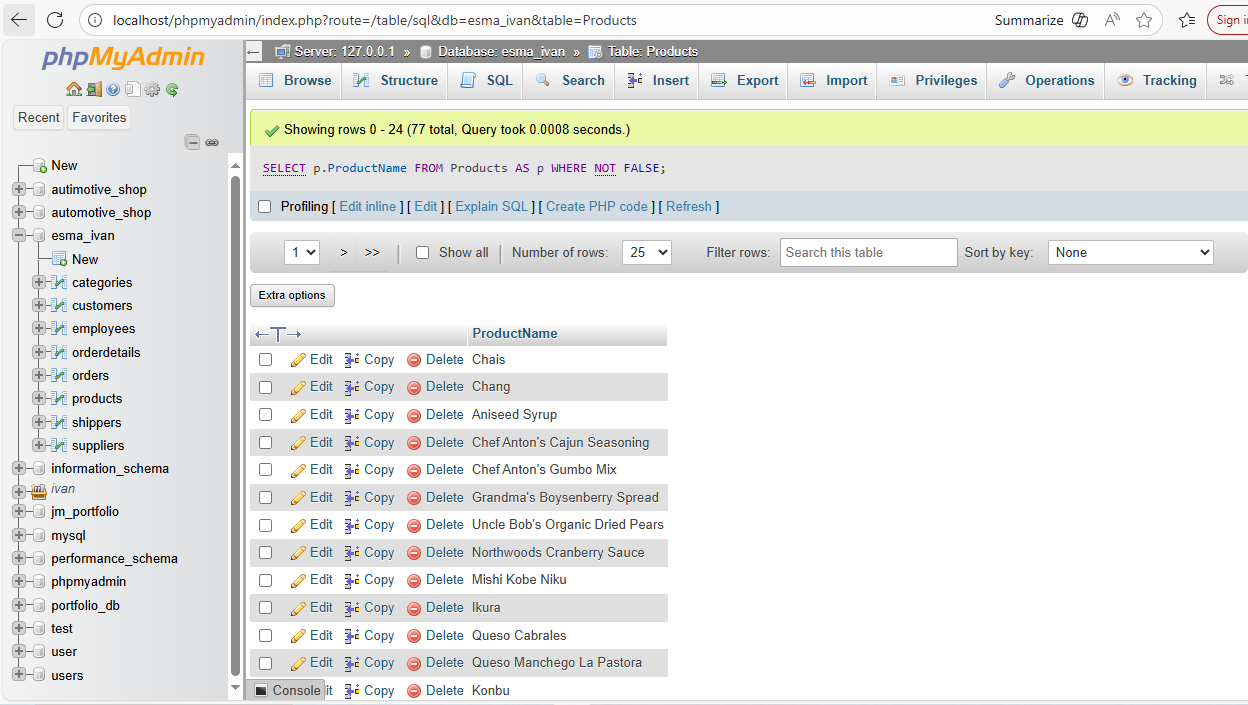 localhost/phpmyadmin/index.php?route=/table/sql&db=esma_ivan&table=Products
Summarize
Sign i
phpMyAdmin
Recent Favorites
New
autimotive_shop
automotive_shop
esma_ivan
New
categories
customers
employees
orderdetails
orders
products
shippers
suppliers
information_schema
ivan
jm_portfolio
mysql
performance_schema
phpmyadmin
portfolio_db
test
user
users
Server: 127.0.0.1 » Database: esma_ivan » Table: Products
Browse Structure SQL Search Insert Export Import Privileges Operations Tracking T
Showing rows 0 - 24 (77 total, Query took 0.0008 seconds.)
SELECT p.ProductName FROM Products AS p WHERE NOT FALSE;
Profiling [ Edit inline ] [ Edit ] [ Explain SQL ] [ Create PHP code ] [ Refresh ]
1 > >> Show all Number of rows: 25 Filter rows: Search this table Sort by key: None
Extra options
←T→ ProductName
Edit Copy Delete Chais
Edit Copy Delete Chang
Edit Copy Delete Aniseed Syrup
Edit Copy Delete Chef Anton's Cajun Seasoning
Edit Copy Delete Chef Anton's Gumbo Mix
Edit Copy Delete Grandma's Boysenberry Spread
Edit Copy Delete Uncle Bob's Organic Dried Pears
Edit Copy Delete Northwoods Cranberry Sauce
Edit Copy Delete Mishi Kobe Niku
Edit Copy Delete Ikura
Edit Copy Delete Queso Cabrales
Edit Copy Delete Queso Manchego La Pastora
Console it Copy Delete Konbu